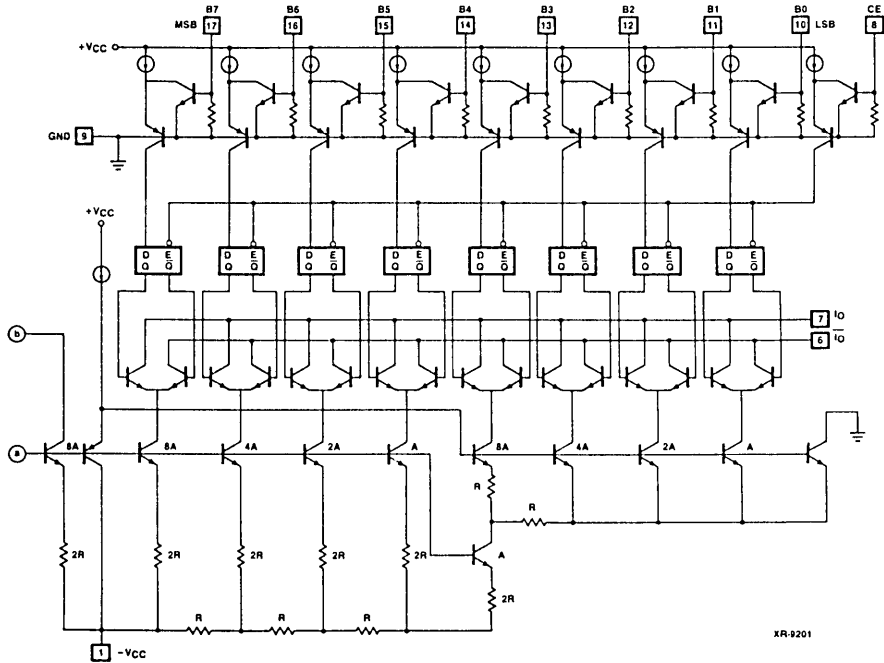 B7 B6 B5 B4 B3 B2 B1 B0 CE
MSB 17 16 15 14 13 12 11 10 LSB 8
+VCC
GND 9
+VCC
D E D E D E D E D E D E D E D E
Q Q̅ Q Q̅ Q Q̅ Q Q̅ Q Q̅ Q Q̅ Q Q̅ Q Q̅
7 IO
6 I̅O̅
b
a 8A 8A 4A 2A A 8A 4A 2A A
R
R
A
2R 2R 2R 2R 2R
2R
R R R
1 -VCC
XR-9201